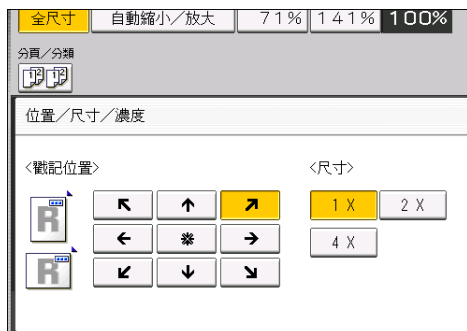 全尺寸 自動縮小／放大 71% 141% 100%
分頁／分類
位置／尺寸／濃度
<戳記位置> <尺寸>
R 1 X 2 X
R 4 X